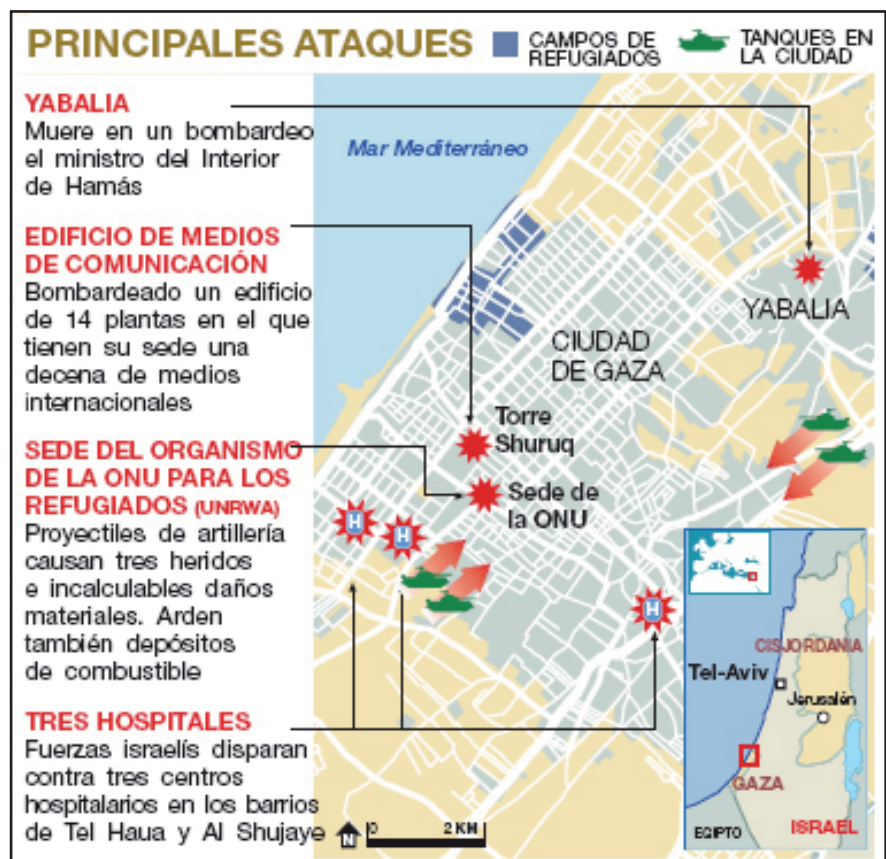 PRINCIPALES ATAQUES
CAMPOS DE
REFUGIADOS
TANQUES EN
LA CIUDAD
YABALIA
Muere en un bombardeo
el ministro del Interior
de Hamás
EDIFICIO DE MEDIOS
DE COMUNICACIÓN
Bombardeado un edificio
de 14 plantas en el que
tienen su sede una
decena de medios
internacionales
SEDE DEL ORGANISMO
DE LA ONU PARA LOS
REFUGIADOS (UNRWA)
Proyectiles de artillería
causan tres heridos
e incalculables daños
materiales. Arden
también depósitos
de combustible
TRES HOSPITALES
Fuerzas israelís disparan
contra tres centros
hospitalarios en los barrios
de Tel Haua y Al Shujaye
Mar Mediterráneo
YABALIA
CIUDAD
DE GAZA
Torre
Shuruq
Sede de
la ONU
H
H
H
N
0 2 KM
CISJORDANIA
Tel-Aviv
Jerusalén
GAZA
EGIPTO
ISRAEL